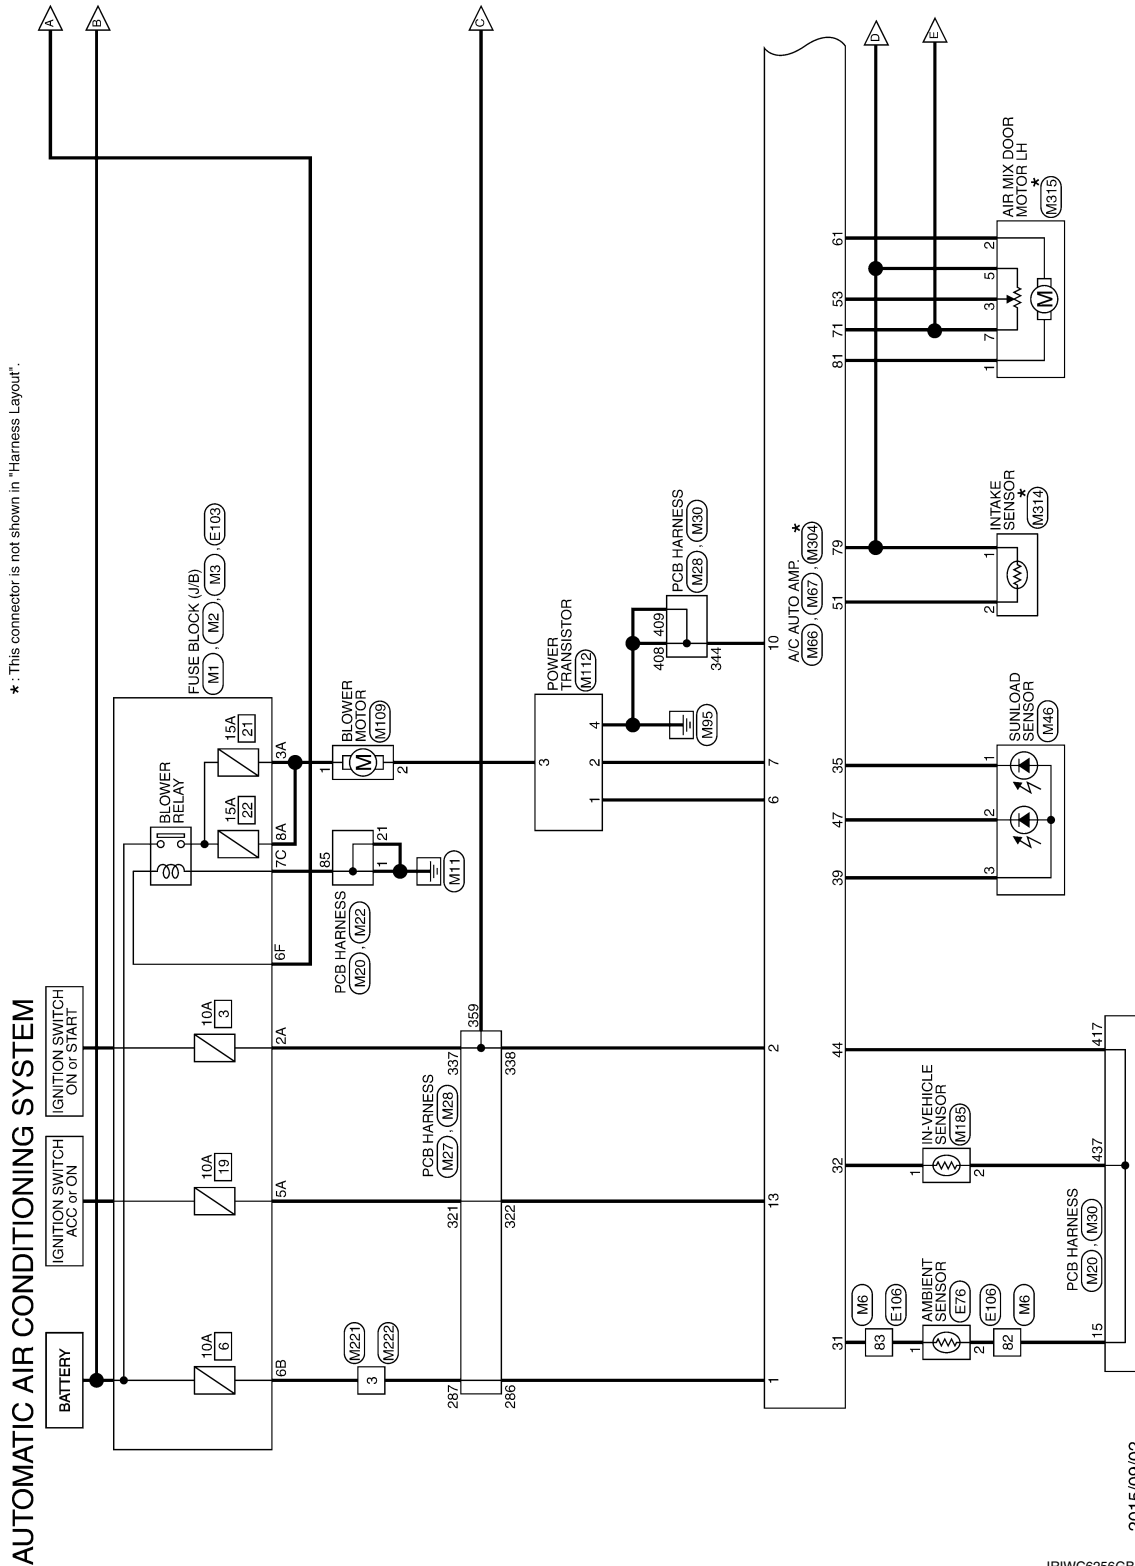 AUTOMATIC AIR CONDITIONING SYSTEM
* : This connector is not shown in "Harness Layout".
A
B
C
D
E
BATTERY
IGNITION SWITCH
ACC or ON
IGNITION SWITCH
ON or START
FUSE BLOCK (J/B)
M1 , M2 , M3 , E103
BLOWER
RELAY
10A
6
10A
19
10A
3
15A
22
15A
21
6B
5A
2A
6F
7C
8A
3A
M221
3
M222
PCB HARNESS
M20 , M22
85
1
21
M11
BLOWER
MOTOR
M109
1
2
PCB HARNESS
M27 , M28
287
321
337
359
286
322
338
POWER
TRANSISTOR
M112
3
1
2
4
M95
PCB HARNESS
M28 , M30
408
409
344
1
13
2
6
7
10
A/C AUTO AMP.
M66 , M67 , M304 *
31
32
44
39
47
35
51
79
81
71
53
61
M6
83
E106
AMBIENT
SENSOR
E76
1
2
E106
82
M6
IN-VEHICLE
SENSOR
M185
1
2
SUNLOAD
SENSOR
M46
3
2
1
INTAKE
SENSOR *
M314
2
1
AIR MIX DOOR
MOTOR LH *
M315
1
7
3
5
2
M
M
PCB HARNESS
M20 , M30
15
437
417